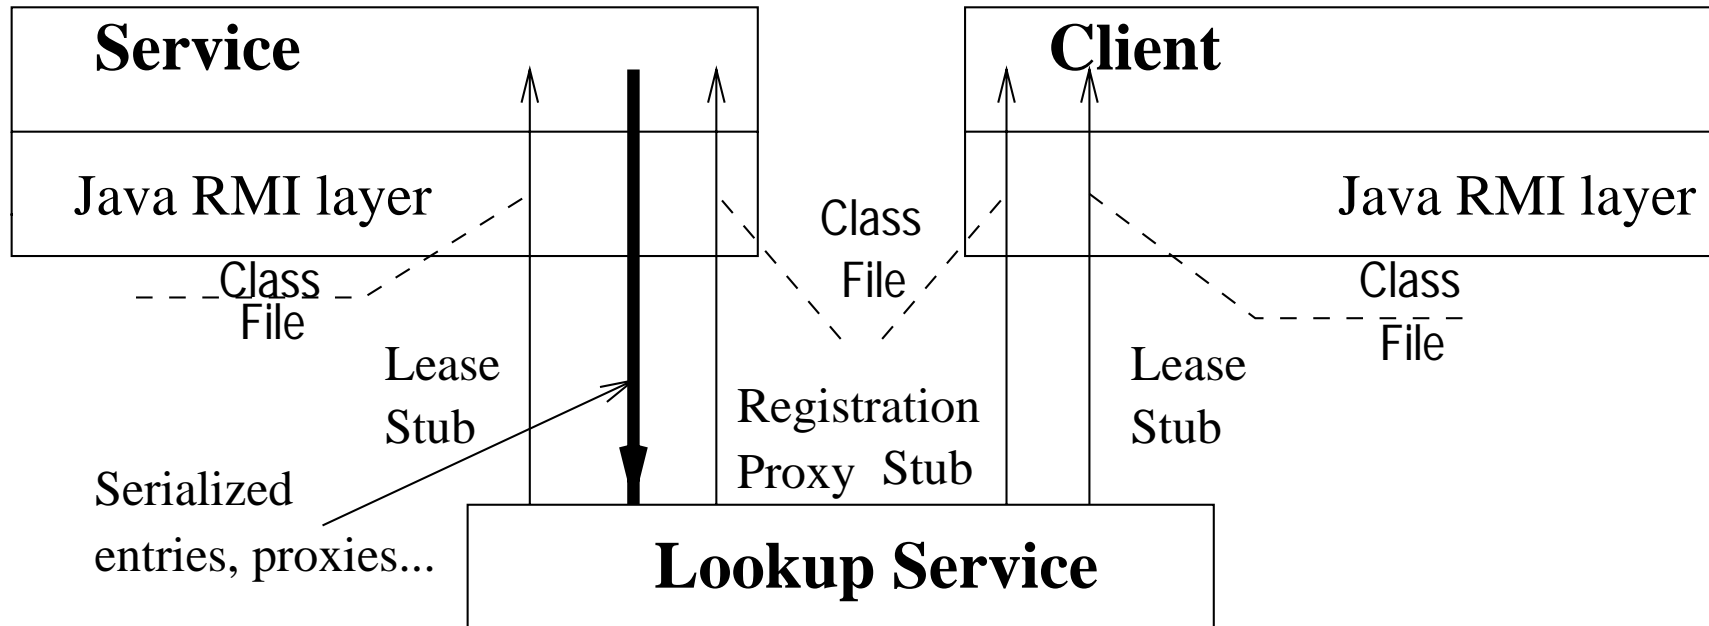 Service
Client
Java RMI layer
Java RMI layer
Class
File
Class
File
Class
File
Lease
Stub
Registration
Proxy Stub
Lease
Stub
Serialized
entries, proxies...
Lookup Service